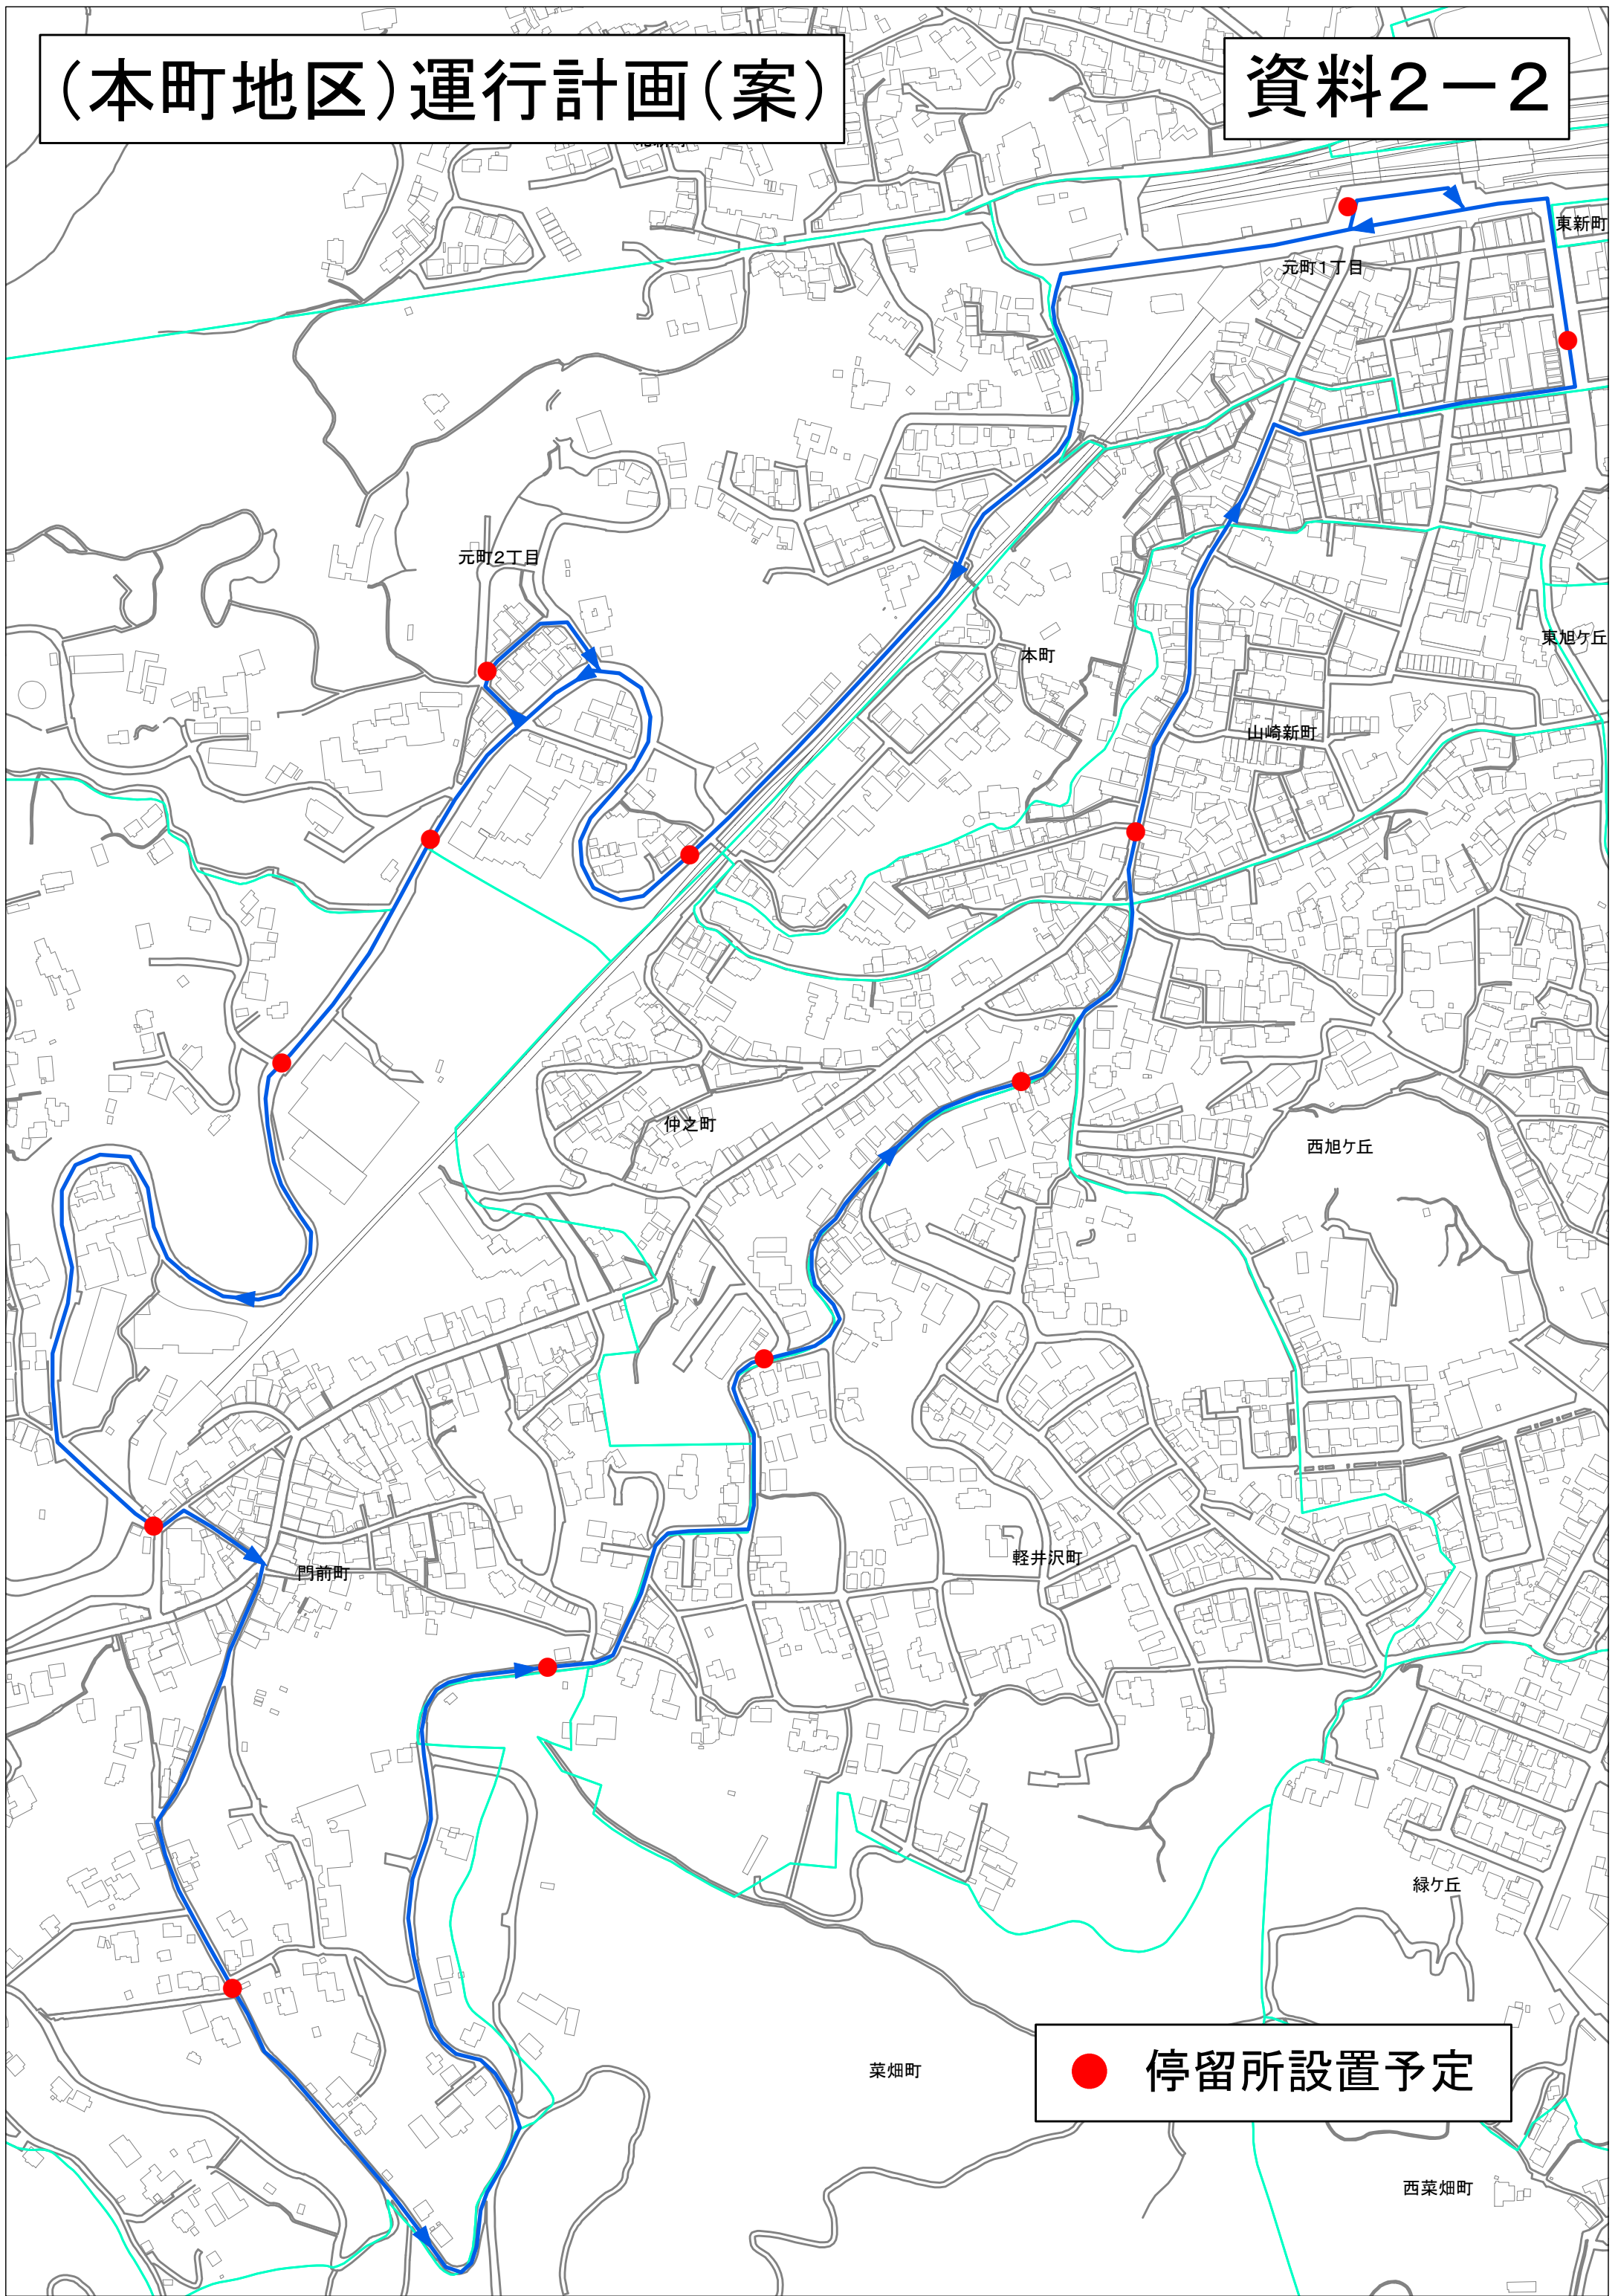 (本町地区)運行計画(案)
資料2-2
東新町
元町1丁目
元町2丁目
本町
東旭ケ丘
山崎新町
仲之町
西旭ケ丘
軽井沢町
門前町
緑ケ丘
菜畑町
停留所設置予定
西菜畑町